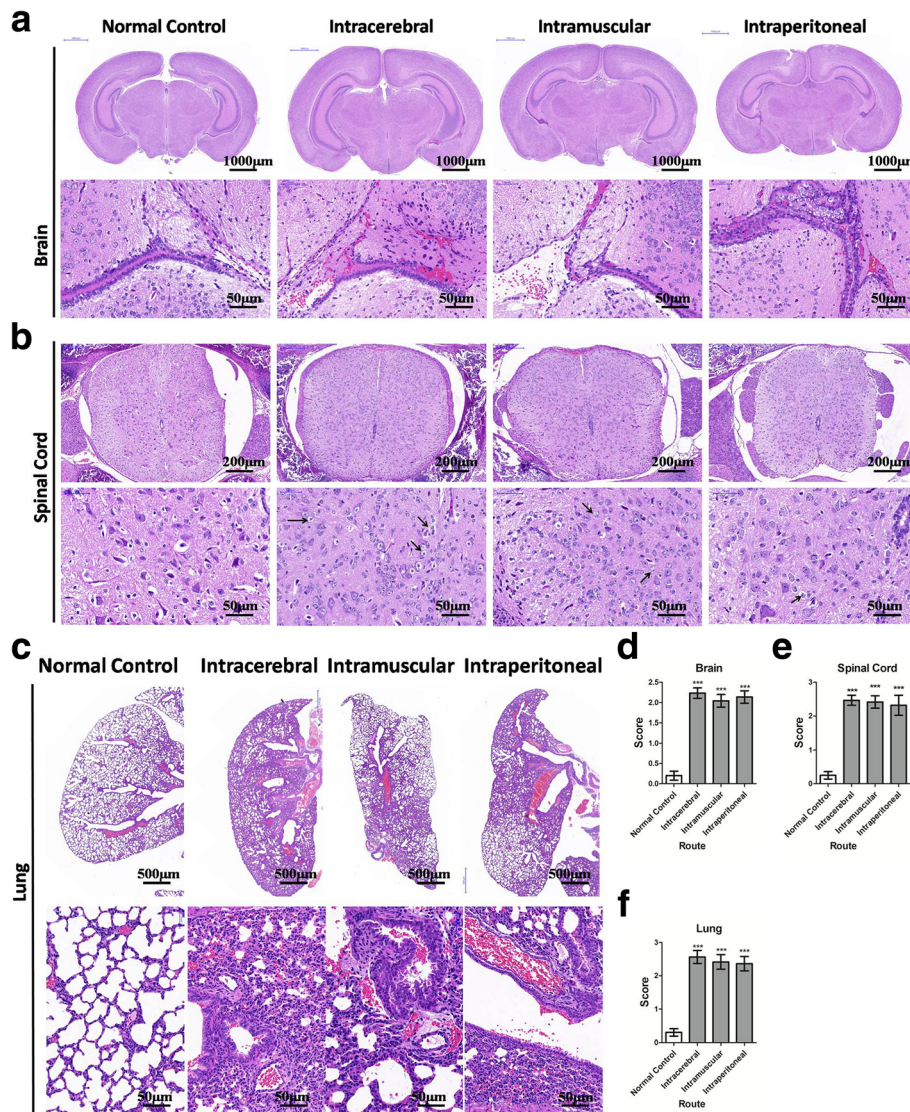 a
Normal Control Intracerebral Intramuscular Intraperitoneal
1000μm 1000μm 1000μm 1000μm
Brain
50μm 50μm 50μm 50μm
b
200μm 200μm 200μm 200μm
Spinal Cord
50μm 50μm 50μm 50μm
c
Normal Control Intracerebral Intramuscular Intraperitoneal
500μm 500μm 500μm 500μm
Lung
50μm 50μm 50μm 50μm
d
Brain
Score
2.5
2.0
1.5
1.0
0.5
0.0
*** *** ***
Normal Control
Intracerebral
Intramuscular
Intraperitoneal
Route
e
Spinal Cord
Score
3
2
1
0
*** *** ***
Normal Control
Intracerebral
Intramuscular
Intraperitoneal
Route
f
Lung
Score
3
2
1
0
*** *** ***
Normal Control
Intracerebral
Intramuscular
Intraperitoneal
Route